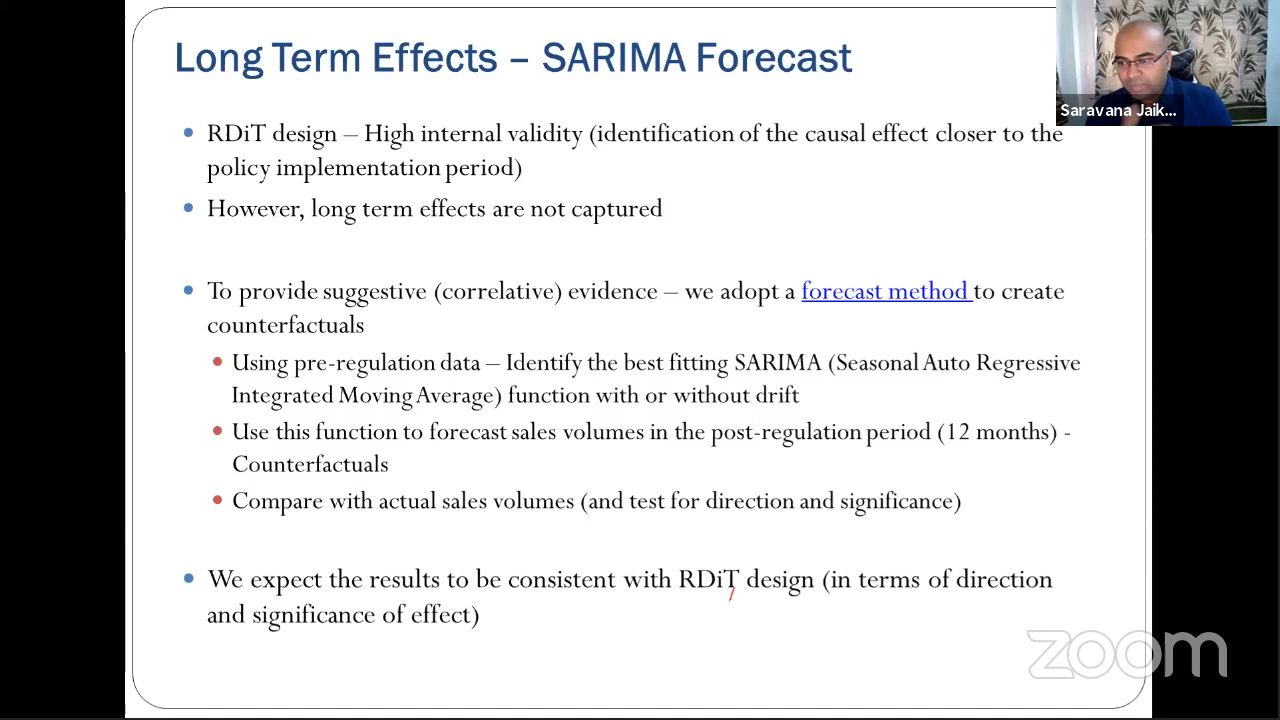 Long Term Effects – SARIMA Forecast
Saravana Jaik...
• RDiT design – High internal validity (identification of the causal effect closer to the
policy implementation period)
• However, long term effects are not captured
• To provide suggestive (correlative) evidence – we adopt a forecast method to create
counterfactuals
• Using pre-regulation data – Identify the best fitting SARIMA (Seasonal Auto Regressive
Integrated Moving Average) function with or without drift
• Use this function to forecast sales volumes in the post-regulation period (12 months) -
Counterfactuals
• Compare with actual sales volumes (and test for direction and significance)
• We expect the results to be consistent with RDiT design (in terms of direction
and significance of effect)
zoom